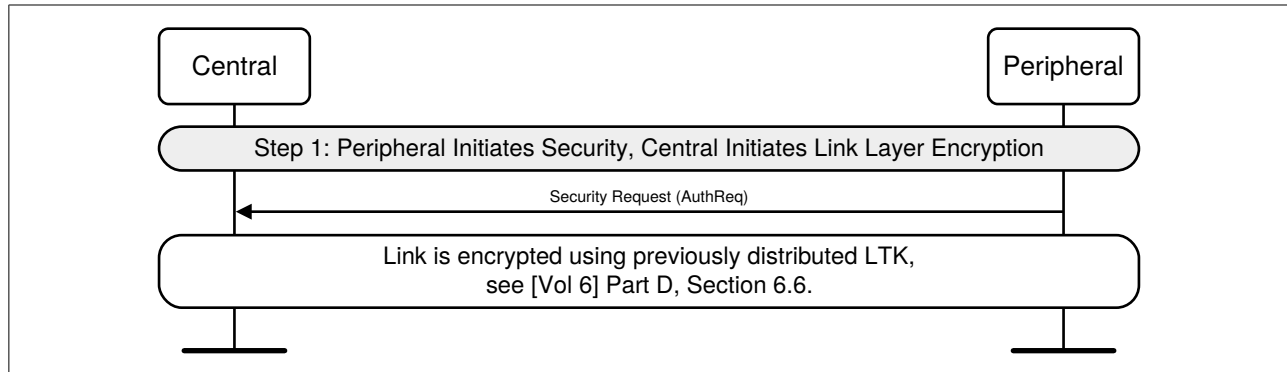 Central
Peripheral
Step 1: Peripheral Initiates Security, Central Initiates Link Layer Encryption
Security Request (AuthReq)
Link is encrypted using previously distributed LTK,
see [Vol 6] Part D, Section 6.6.